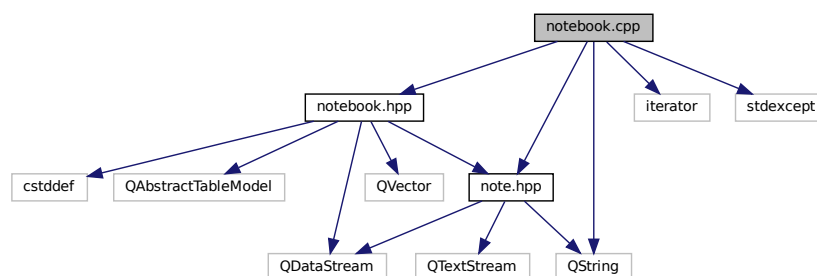 notebook.cpp
notebook.hpp
iterator
stdexcept
cstddef
QAbstractTableModel
QVector
note.hpp
QDataStream
QTextStream
QString